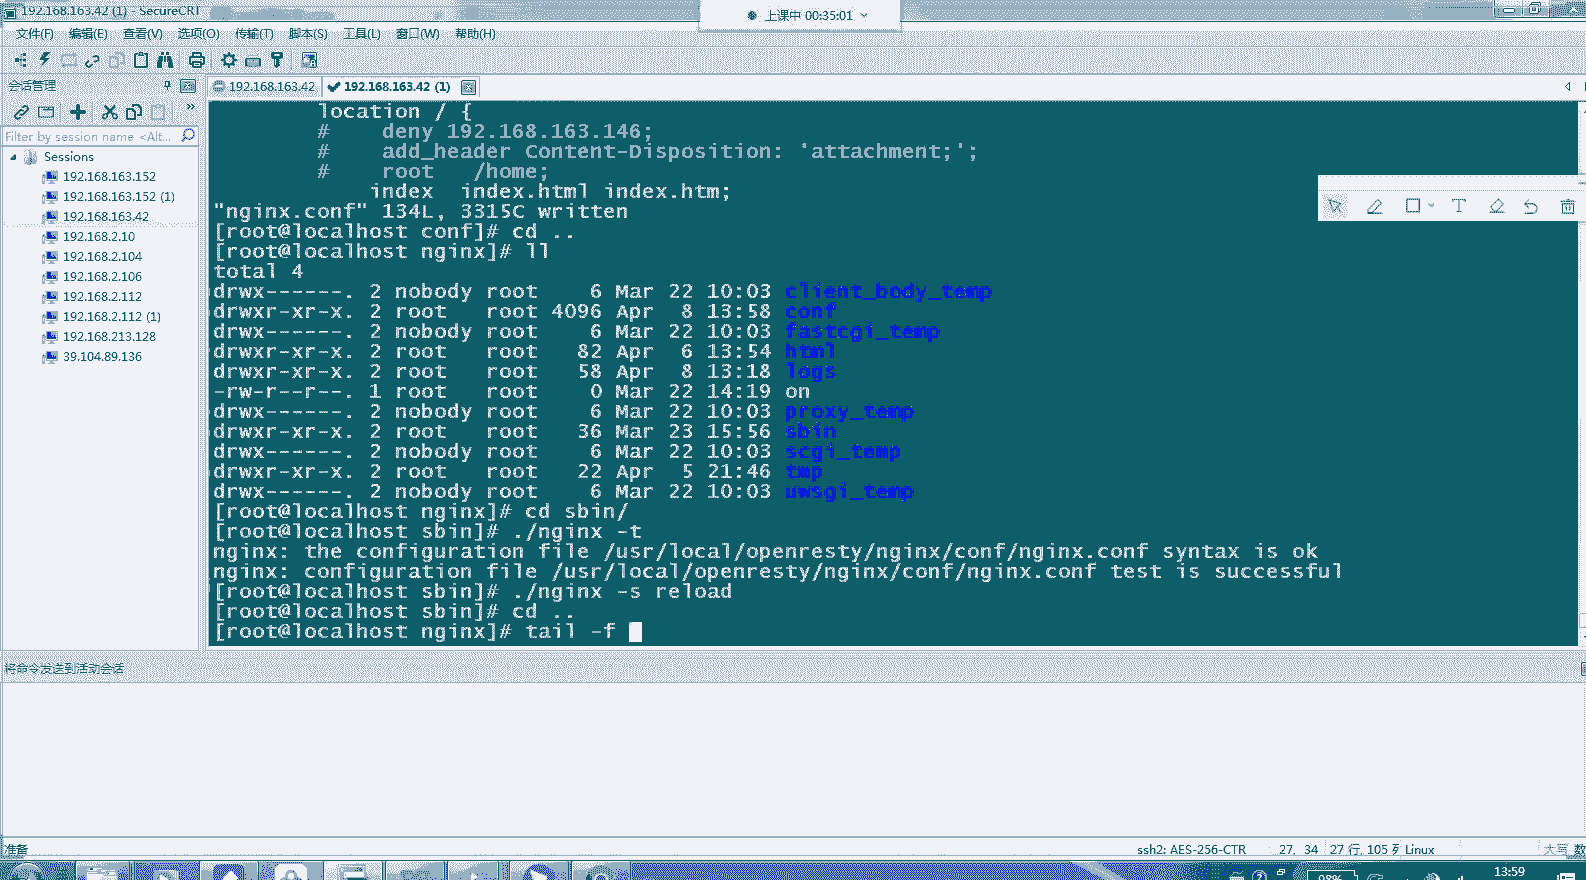 192.168.163.42 (1) - SecureCRT
上课中 00:35:01
文件(F) 编辑(E) 查看(V) 选项(O) 传输(T) 脚本(S) 工具(L) 窗口(W) 帮助(H)
会话管理
192.168.163.42
192.168.163.42 (1)
Filter by session name <Alt...
Sessions
192.168.163.152
192.168.163.152 (1)
192.168.163.42
192.168.2.10
192.168.2.104
192.168.2.106
192.168.2.112
192.168.2.112 (1)
192.168.213.128
39.104.89.136
location / {
# deny 192.168.163.146;
# add_header Content-Disposition: 'attachment;';
# root /home;
index index.html index.htm;
"nginx.conf" 134L, 3315C written
[root@localhost conf]# cd ..
[root@localhost nginx]# ll
total 4
drwx------. 2 nobody root 6 Mar 22 10:03 client_body_temp
drwxr-xr-x. 2 root root 4096 Apr 8 13:58 conf
drwx------. 2 nobody root 6 Mar 22 10:03 fastcgi_temp
drwxr-xr-x. 2 root root 82 Apr 6 13:54 html
drwxr-xr-x. 2 root root 58 Apr 8 13:18 logs
-rw-r--r--. 1 root root 0 Mar 22 14:19 on
drwx------. 2 nobody root 6 Mar 22 10:03 proxy_temp
drwxr-xr-x. 2 root root 36 Mar 23 15:56 sbin
drwx------. 2 nobody root 6 Mar 22 10:03 scgi_temp
drwxr-xr-x. 2 root root 22 Apr 5 21:46 tmp
drwx------. 2 nobody root 6 Mar 22 10:03 uwsgi_temp
[root@localhost nginx]# cd sbin/
[root@localhost sbin]# ./nginx -t
nginx: the configuration file /usr/local/openresty/nginx/conf/nginx.conf syntax is ok
nginx: configuration file /usr/local/openresty/nginx/conf/nginx.conf test is successful
[root@localhost sbin]# ./nginx -s reload
[root@localhost sbin]# cd ..
[root@localhost nginx]# tail -f
将命令发送到活动会话
准备
ssh2: AES-256-CTR 27, 34 27 行, 105 列 Linux 大写 数
98%
13:59